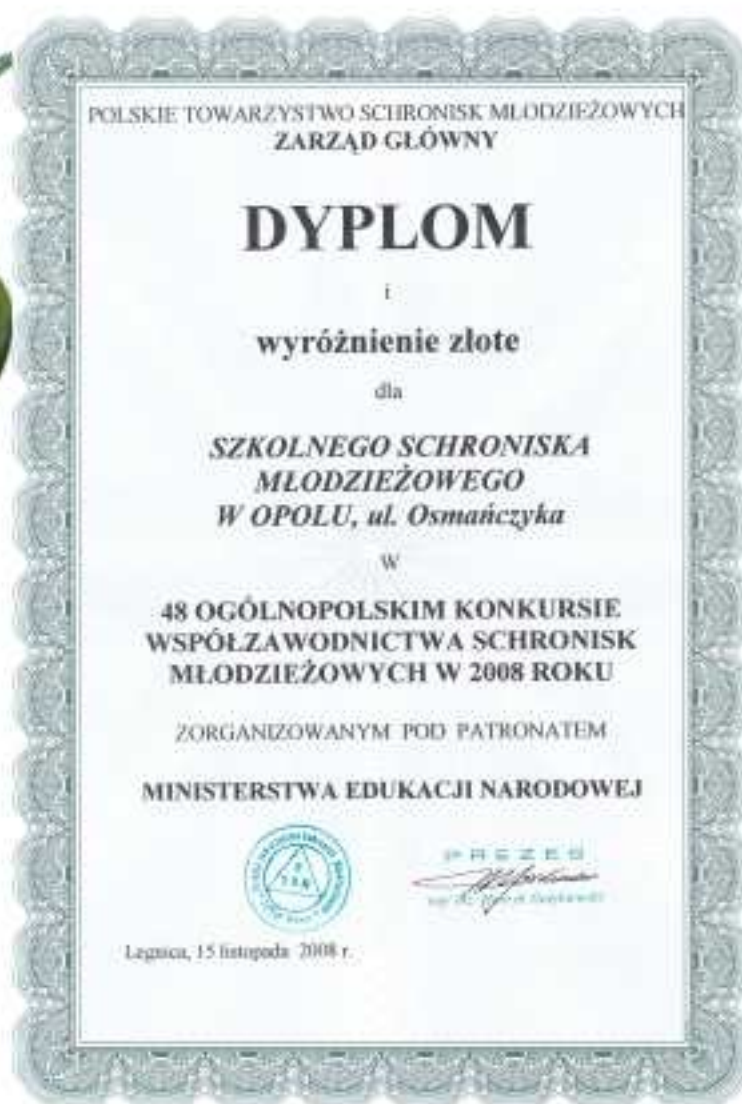 POLSKIE TOWARZYSTWO SCHRONISK MŁODZIEŻOWYCH
ZARZĄD GŁÓWNY
DYPLOM
i
wyróżnienie złote
dla
SZKOLNEGO SCHRONISKA
MŁODZIEŻOWEGO
W OPOLU, ul. Osmańczyka
w
48 OGÓLNOPOLSKIM KONKURSIE
WSPÓŁZAWODNICTWA SCHRONISK
MŁODZIEŻOWYCH W 2008 ROKU
ZORGANIZOWANYM POD PATRONATEM
MINISTERSTWA EDUKACJI NARODOWEJ
PREZES
Legnica, 15 listopada 2008 r.